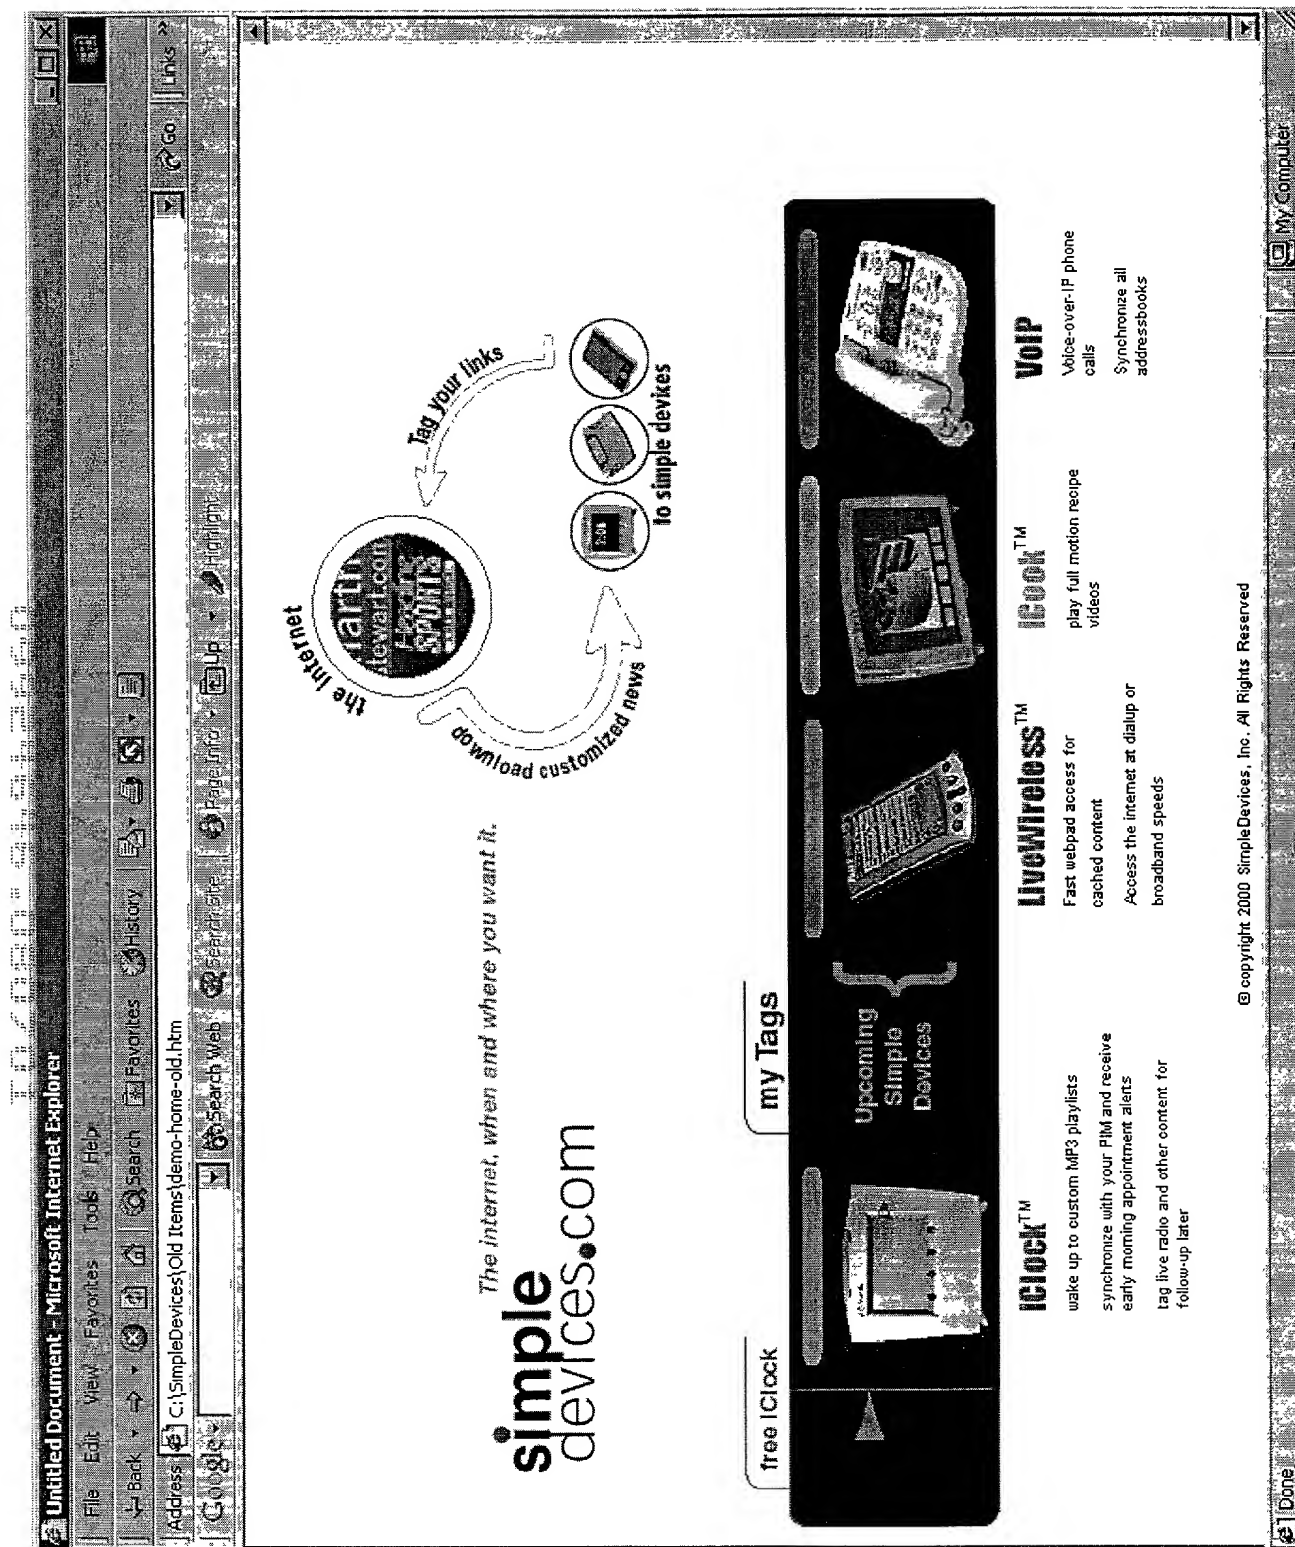 Untitled Document - Microsoft Internet Explorer
File Edit View Favorites Tools Help
Back Search Favorites History
Address C:\SimpleDevices\Old Items\demo-home-old.htm Go Links »
Google Search Web Search Site Page Info Up Highlight
the internet
Tag your links
download customized news
to simple devices
The internet, when and where you want it.
simple
devices.com
free IClock
my Tags
Upcoming
Simple
Devices
IClock™
wake up to custom MP3 playlists
synchronize with your PIM and receive
early morning appointment alerts
tag live radio and other content for
follow-up later
LiveWireless™
Fast webpad access for
cached content
Access the internet at dialup or
broadband speeds
ICook™
play full motion recipe
videos
VoIP
Voice-over-IP phone
calls
Synchronize all
addressbooks
© copyright 2000 SimpleDevices, Inc. All Rights Reserved
Done My Computer